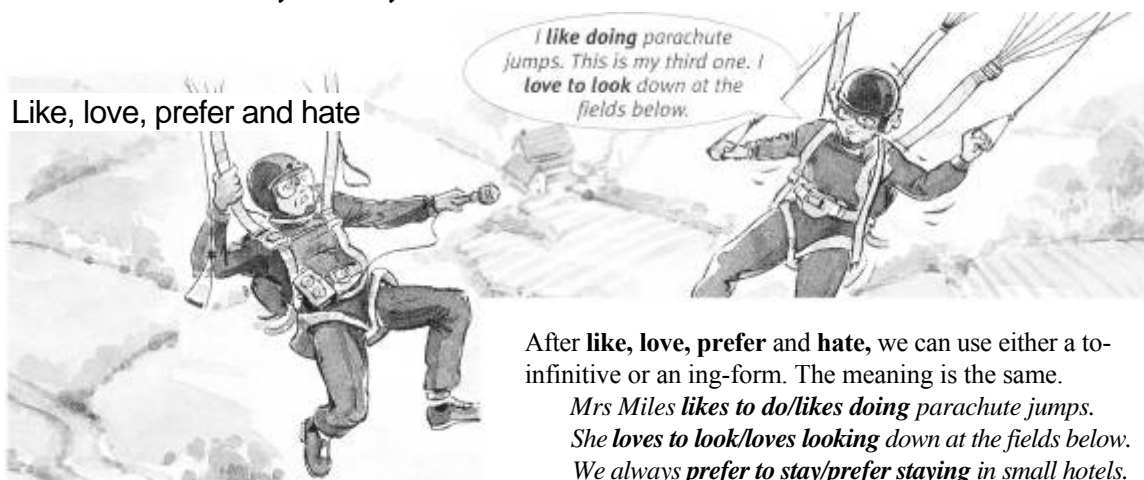 Like, love, prefer and hate
I like doing parachute
jumps. This is my third one. I
love to look down at the
fields below.
After like, love, prefer and hate, we can use either a to-
infinitive or an ing-form. The meaning is the same.
Mrs Miles likes to do/likes doing parachute jumps.
She loves to look/loves looking down at the fields below.
We always prefer to stay/prefer staying in small hotels.